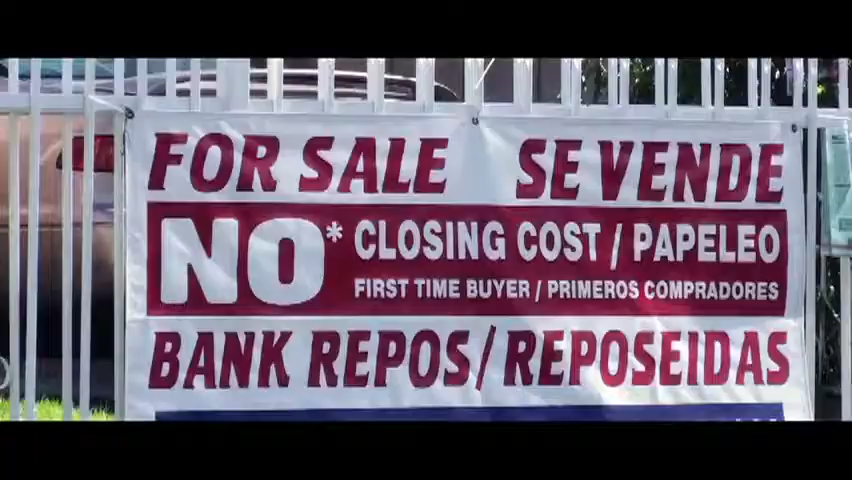 FOR SALE SE VENDE
NO* CLOSING COST / PAPELEO
FIRST TIME BUYER / PRIMEROS COMPRADORES
BANK REPOS/REPOSEIDAS